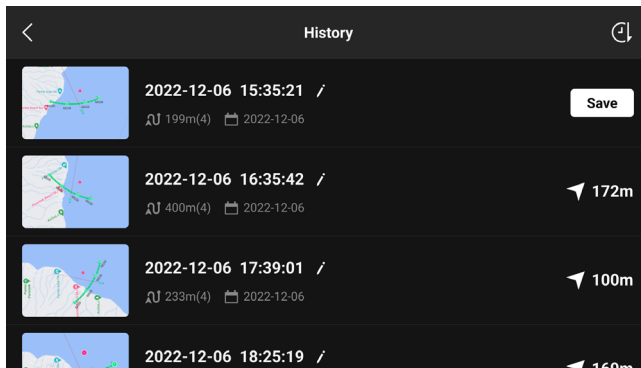 History
2022-12-06 15:35:21
199m(4) 2022-12-06
Save
2022-12-06 16:35:42
400m(4) 2022-12-06
172m
2022-12-06 17:39:01
233m(4) 2022-12-06
100m
2022-12-06 18:25:19